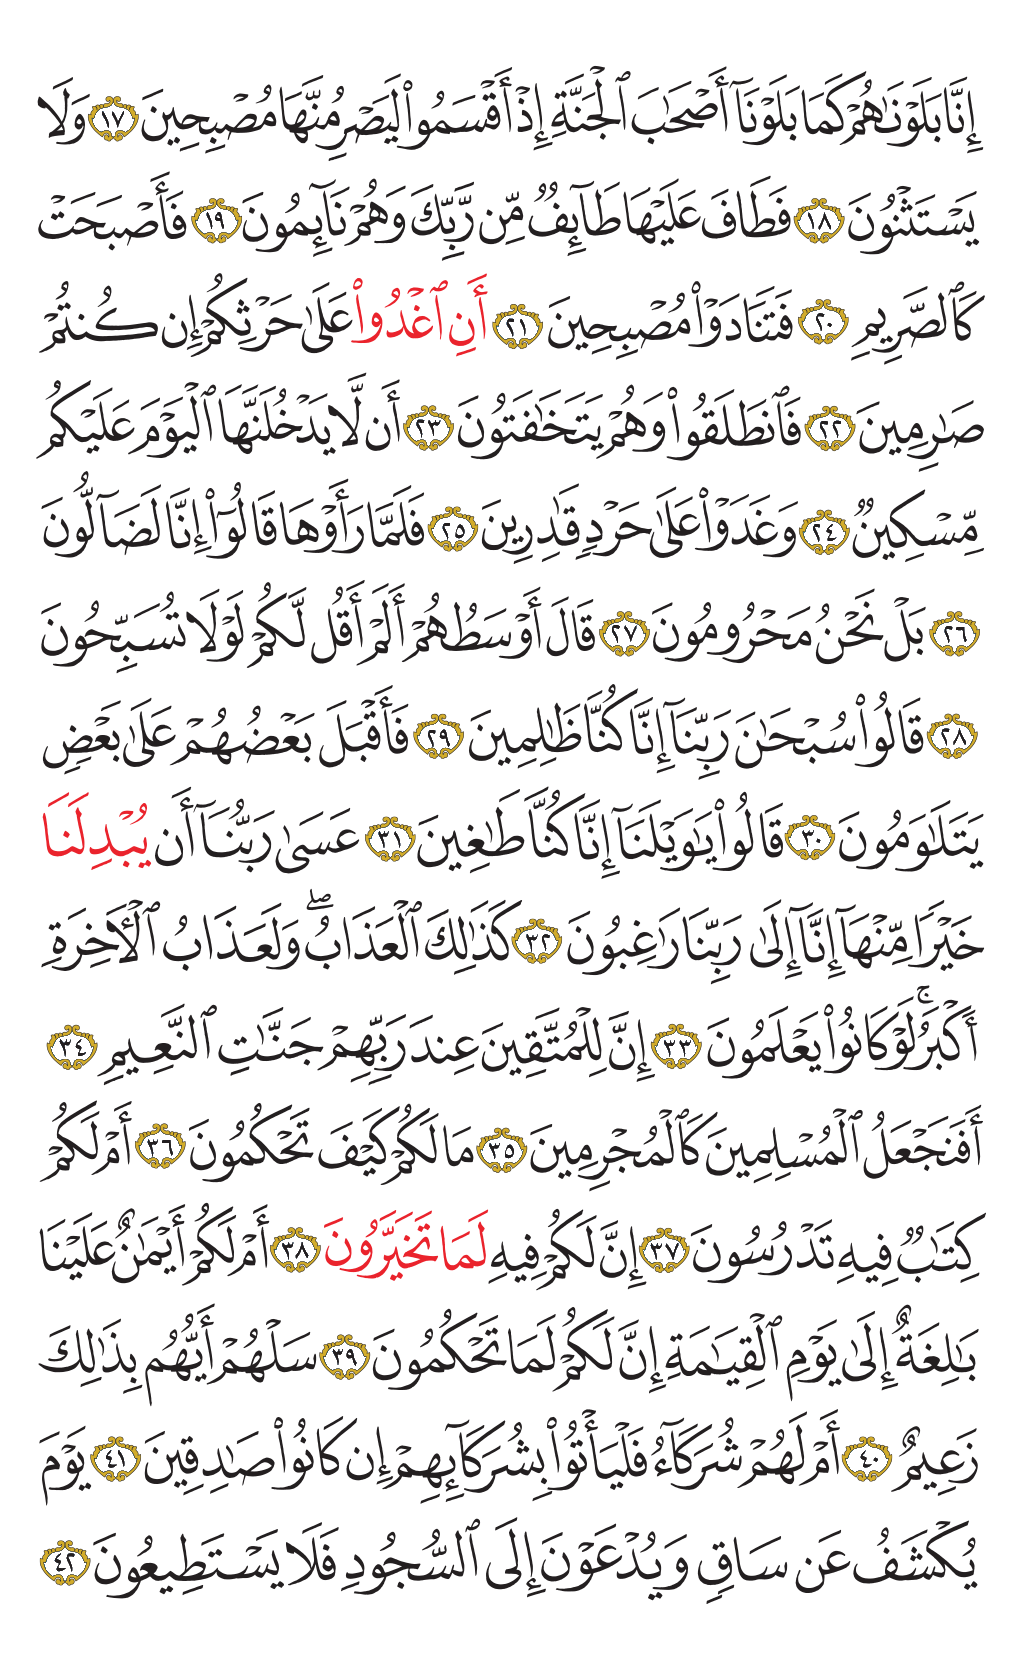 إِنَّا بَلَوْنَـٰهُمْ كَمَا بَلَوْنَآ أَصْحَـٰبَ ٱلْجَنَّةِ إِذْ أَقْسَمُوا۟ لَيَصْرِمُنَّهَا مُصْبِحِينَ ١٧ وَلَا
يَسْتَثْنُونَ ١٨ فَطَافَ عَلَيْهَا طَآئِفٌ مِّن رَّبِّكَ وَهُمْ نَآئِمُونَ ١٩ فَأَصْبَحَتْ
كَٱلصَّرِيمِ ٢٠ فَتَنَادَوْا۟ مُصْبِحِينَ ٢١ أَنِ ٱغْدُوا۟ عَلَىٰ حَرْثِكُمْ إِن كُنتُمْ
صَـٰرِمِينَ ٢٢ فَٱنطَلَقُوا۟ وَهُمْ يَتَخَـٰفَتُونَ ٢٣ أَن لَّا يَدْخُلَنَّهَا ٱلْيَوْمَ عَلَيْكُم
مِّسْكِينٌ ٢٤ وَغَدَوْا۟ عَلَىٰ حَرْدٍ قَـٰدِرِينَ ٢٥ فَلَمَّا رَأَوْهَا قَالُوٓا۟ إِنَّا لَضَآلُّونَ
٢٦ بَلْ نَحْنُ مَحْرُومُونَ ٢٧ قَالَ أَوْسَطُهُمْ أَلَمْ أَقُل لَّكُمْ لَوْلَا تُسَبِّحُونَ
٢٨ قَالُوا۟ سُبْحَـٰنَ رَبِّنَآ إِنَّا كُنَّا ظَـٰلِمِينَ ٢٩ فَأَقْبَلَ بَعْضُهُمْ عَلَىٰ بَعْضٍ
يَتَلَـٰوَمُونَ ٣٠ قَالُوا۟ يَـٰوَيْلَنَآ إِنَّا كُنَّا طَـٰغِينَ ٣١ عَسَىٰ رَبُّنَآ أَن يُبْدِلَنَا
خَيْرًا مِّنْهَآ إِنَّآ إِلَىٰ رَبِّنَا رَٰغِبُونَ ٣٢ كَذَٰلِكَ ٱلْعَذَابُ ۖ وَلَعَذَابُ ٱلْـَٔاخِرَةِ
أَكْبَرُ ۚ لَوْ كَانُوا۟ يَعْلَمُونَ ٣٣ إِنَّ لِلْمُتَّقِينَ عِندَ رَبِّهِمْ جَنَّـٰتِ ٱلنَّعِيمِ ٣٤
أَفَنَجْعَلُ ٱلْمُسْلِمِينَ كَٱلْمُجْرِمِينَ ٣٥ مَا لَكُمْ كَيْفَ تَحْكُمُونَ ٣٦ أَمْ لَكُمْ
كِتَـٰبٌ فِيهِ تَدْرُسُونَ ٣٧ إِنَّ لَكُمْ فِيهِ لَمَا تَخَيَّرُونَ ٣٨ أَمْ لَكُمْ أَيْمَـٰنٌ عَلَيْنَا
بَـٰلِغَةٌ إِلَىٰ يَوْمِ ٱلْقِيَـٰمَةِ إِنَّ لَكُمْ لَمَا تَحْكُمُونَ ٣٩ سَلْهُمْ أَيُّهُم بِذَٰلِكَ
زَعِيمٌ ٤٠ أَمْ لَهُمْ شُرَكَآءُ فَلْيَأْتُوا۟ بِشُرَكَآئِهِمْ إِن كَانُوا۟ صَـٰدِقِينَ ٤١ يَوْمَ
يُكْشَفُ عَن سَاقٍ وَيُدْعَوْنَ إِلَى ٱلسُّجُودِ فَلَا يَسْتَطِيعُونَ ٤٢